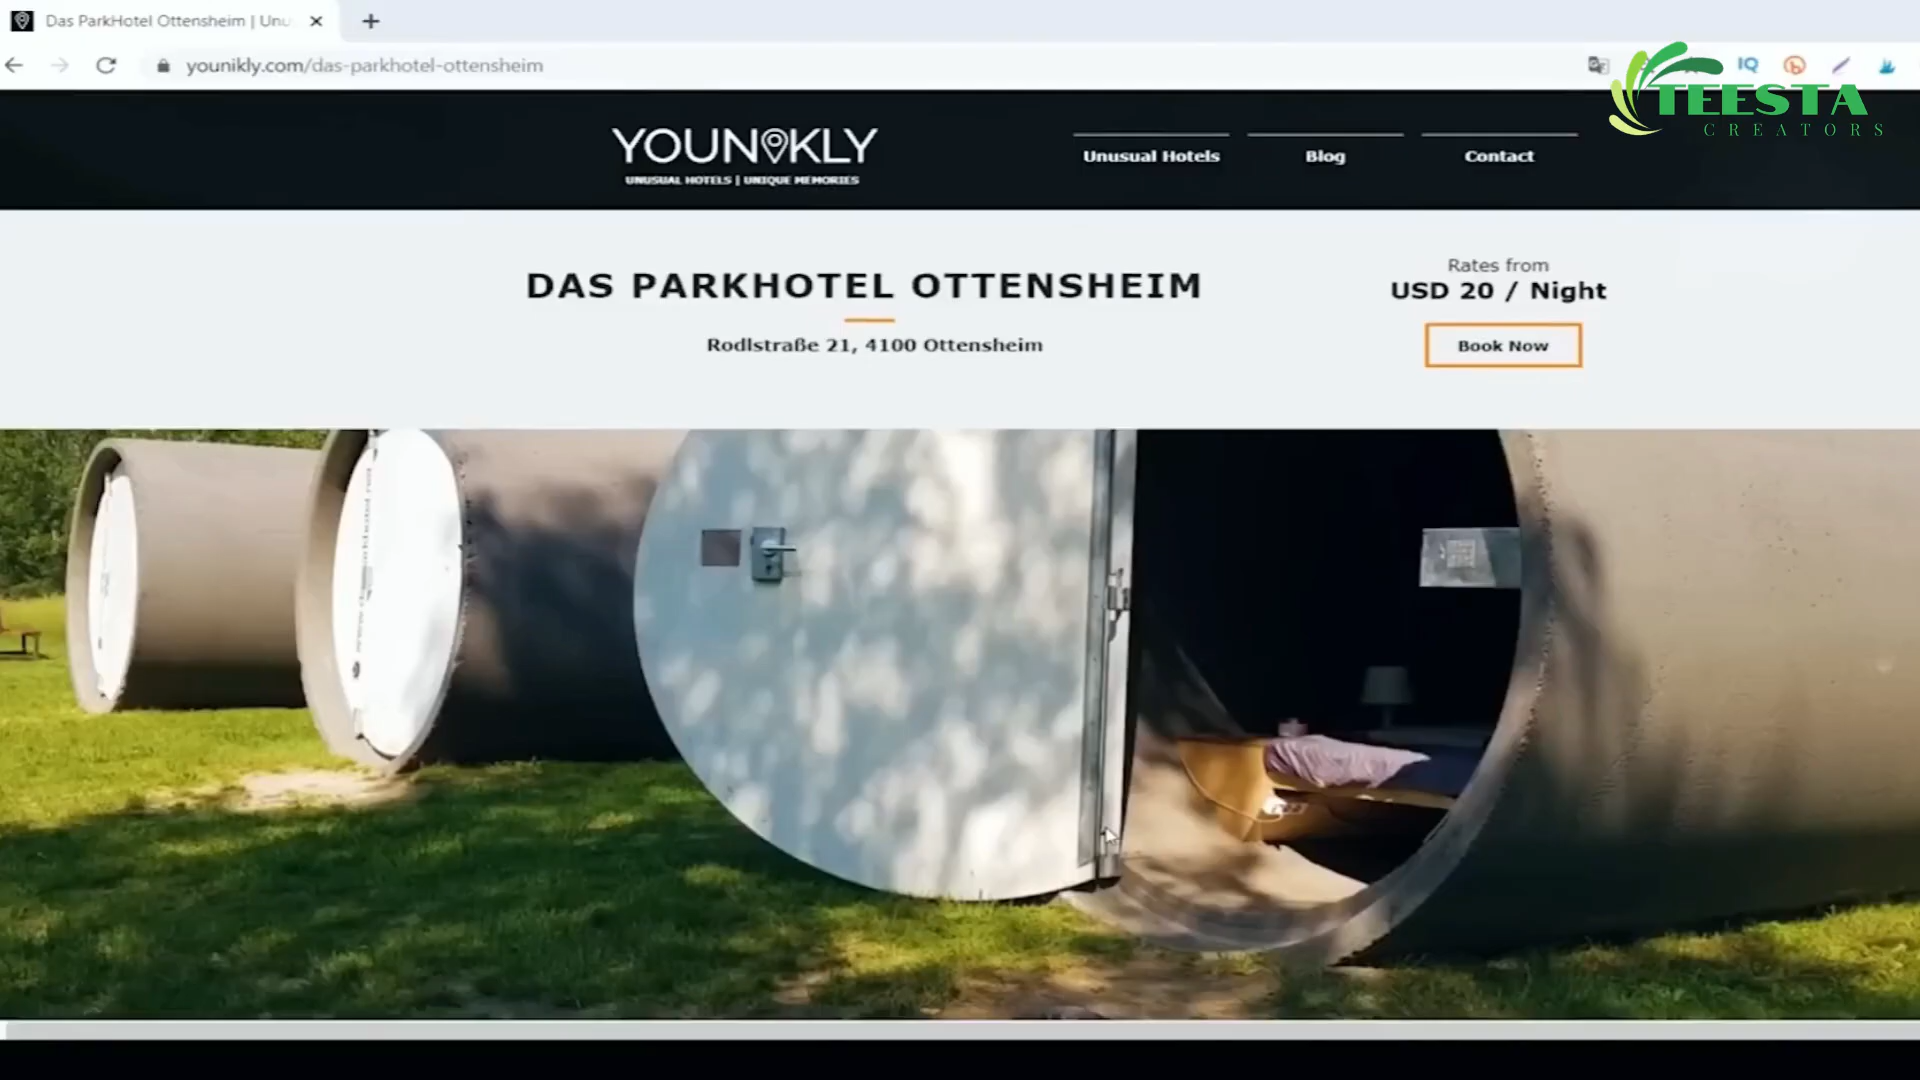 Das ParkHotel Ottensheim | Unu
younikly.com/das-parkhotel-ottensheim
IQ
TEESTA
CREATORS
YOUNIKLY
UNUSUAL HOTELS | UNIQUE MEMORIES
Unusual Hotels
Blog
Contact
DAS PARKHOTEL OTTENSHEIM
Rodlstraße 21, 4100 Ottensheim
Rates from
USD 20 / Night
Book Now